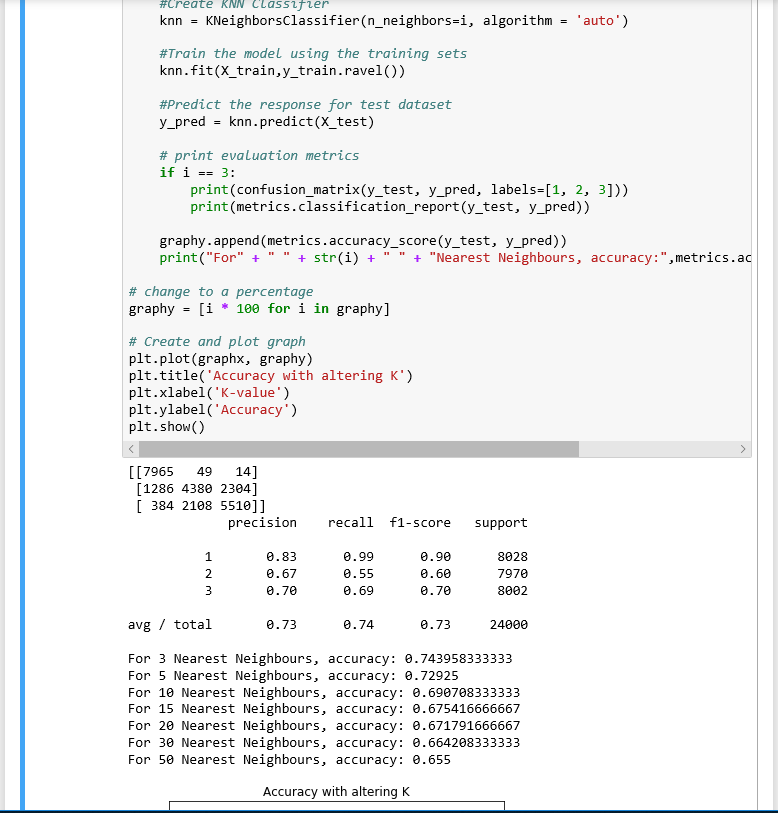 #Create KNN Classifier
knn = KNeighborsClassifier(n_neighbors=i, algorithm = 'auto')
#Train the model using the training sets
knn.fit(X_train,y_train.ravel())
#Predict the response for test dataset
y_pred = knn.predict(X_test)
# print evaluation metrics
if i == 3:
print(confusion_matrix(y_test, y_pred, labels=[1, 2, 3]))
print(metrics.classification_report(y_test, y_pred))
graphy.append(metrics.accuracy_score(y_test, y_pred))
print("For" + " " + str(i) + " " + "Nearest Neighbours, accuracy:",metrics.ac
# change to a percentage
graphy = [i * 100 for i in graphy]
# Create and plot graph
plt.plot(graphx, graphy)
plt.title('Accuracy with altering K')
plt.xlabel('K-value')
plt.ylabel('Accuracy')
plt.show()
[[7965 49 14]
[1286 4380 2304]
[ 384 2108 5510]]
precision recall f1-score support
1 0.83 0.99 0.90 8028
2 0.67 0.55 0.60 7970
3 0.70 0.69 0.70 8002
avg / total 0.73 0.74 0.73 24000
For 3 Nearest Neighbours, accuracy: 0.743958333333
For 5 Nearest Neighbours, accuracy: 0.72925
For 10 Nearest Neighbours, accuracy: 0.690708333333
For 15 Nearest Neighbours, accuracy: 0.675416666667
For 20 Nearest Neighbours, accuracy: 0.671791666667
For 30 Nearest Neighbours, accuracy: 0.664208333333
For 50 Nearest Neighbours, accuracy: 0.655
Accuracy with altering K